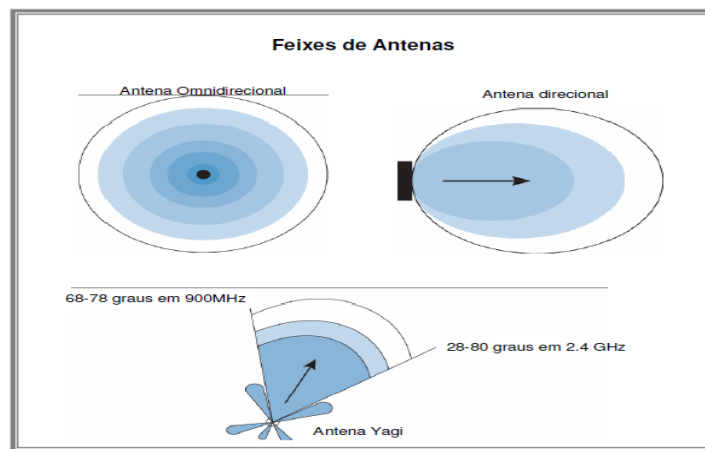 Feixes de Antenas
Antena Omnidirecional
Antena direcional
68-78 graus em 900MHz
28-80 graus em 2.4 GHz
Antena Yagi